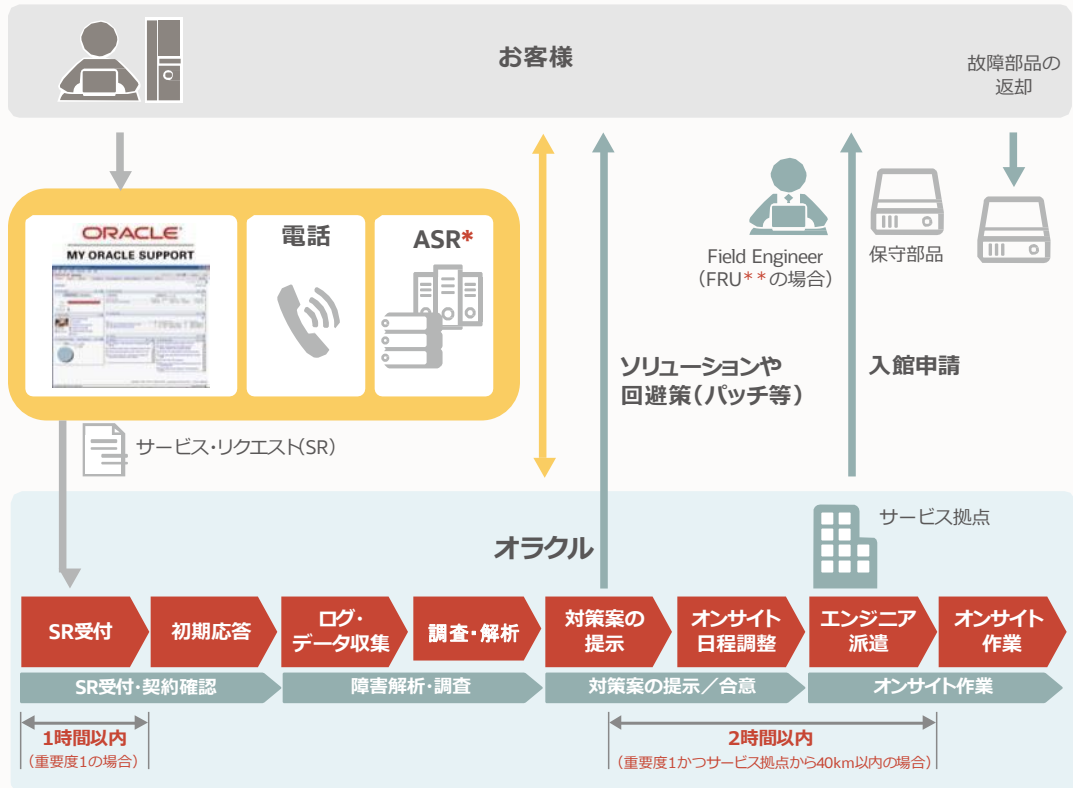 お客様
故障部品の
返却
ORACLE
MY ORACLE SUPPORT
電話
ASR*
Field Engineer
（FRU**の場合）
保守部品
ソリューションや
回避策（パッチ等）
入館申請
サービス・リクエスト(SR)
サービス拠点
オラクル
SR受付
初期応答
ログ・
データ収集
調査・解析
対策案の
提示
オンサイト
日程調整
エンジニア
派遣
オンサイト
作業
SR受付・契約確認
障害解析・調査
対策案の提示／合意
オンサイト作業
1時間以内
（重要度1の場合）
2時間以内
（重要度1かつサービス拠点から40km以内の場合）